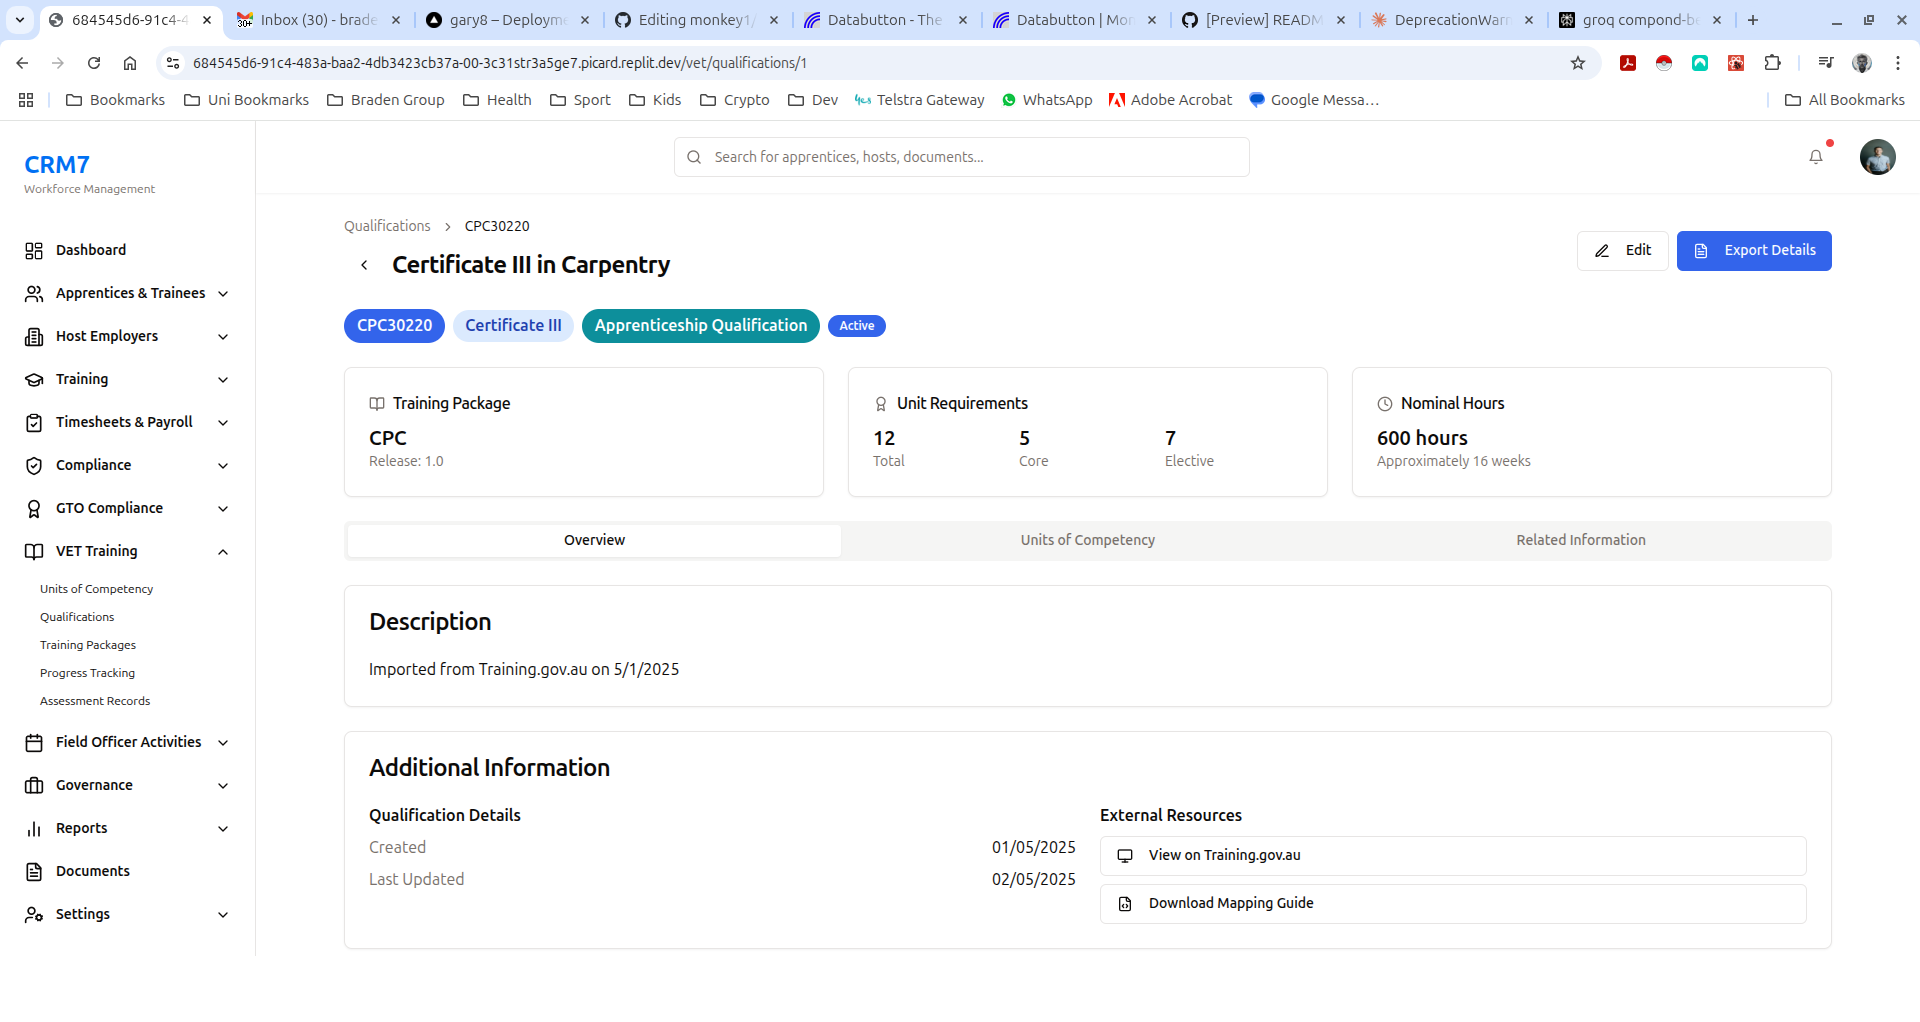 684545d6-91c4-4
Inbox (30) - brade
gary8 – Deployme
Editing monkey1/
Databutton - The
Databutton | Mon
[Preview] READM
DeprecationWarn
groq compond-be
684545d6-91c4-483a-baa2-4db3423cb37a-00-3c31str3a5ge7.picard.replit.dev/vet/qualifications/1
Bookmarks
Uni Bookmarks
Braden Group
Health
Sport
Kids
Crypto
Dev
Telstra Gateway
WhatsApp
Adobe Acrobat
Google Messa...
All Bookmarks
CRM7
Workforce Management
Search for apprentices, hosts, documents...
Dashboard
Apprentices & Trainees
Host Employers
Training
Timesheets & Payroll
Compliance
GTO Compliance
VET Training
Units of Competency
Qualifications
Training Packages
Progress Tracking
Assessment Records
Field Officer Activities
Governance
Reports
Documents
Settings
Qualifications > CPC30220
Certificate III in Carpentry
Edit
Export Details
CPC30220
Certificate III
Apprenticeship Qualification
Active
Training Package
CPC
Release: 1.0
Unit Requirements
12 5 7
Total Core Elective
Nominal Hours
600 hours
Approximately 16 weeks
Overview
Units of Competency
Related Information
Description
Imported from Training.gov.au on 5/1/2025
Additional Information
Qualification Details
Created 01/05/2025
Last Updated 02/05/2025
External Resources
View on Training.gov.au
Download Mapping Guide